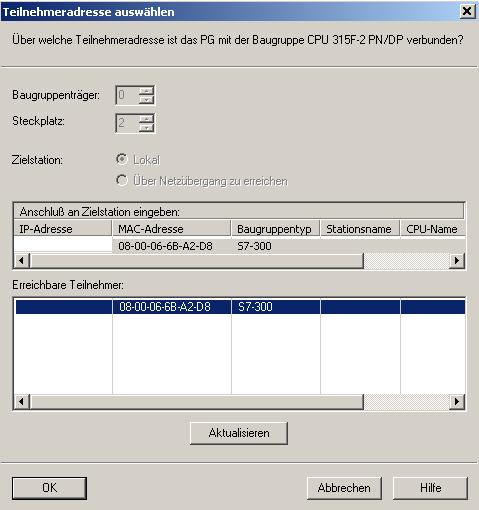 Teilnehmeradresse auswählen
Über welche Teilnehmeradresse ist das PG mit der Baugruppe CPU 315F-2 PN/DP verbunden?
Baugruppenträger: 0
Steckplatz: 2
Zielstation: Lokal
Über Netzübergang zu erreichen
Anschluß an Zielstation eingeben:
IP-Adresse MAC-Adresse Baugruppentyp Stationsname CPU-Name
08-00-06-6B-A2-D8 S7-300
Erreichbare Teilnehmer:
08-00-06-6B-A2-D8 S7-300
Aktualisieren
OK Abbrechen Hilfe